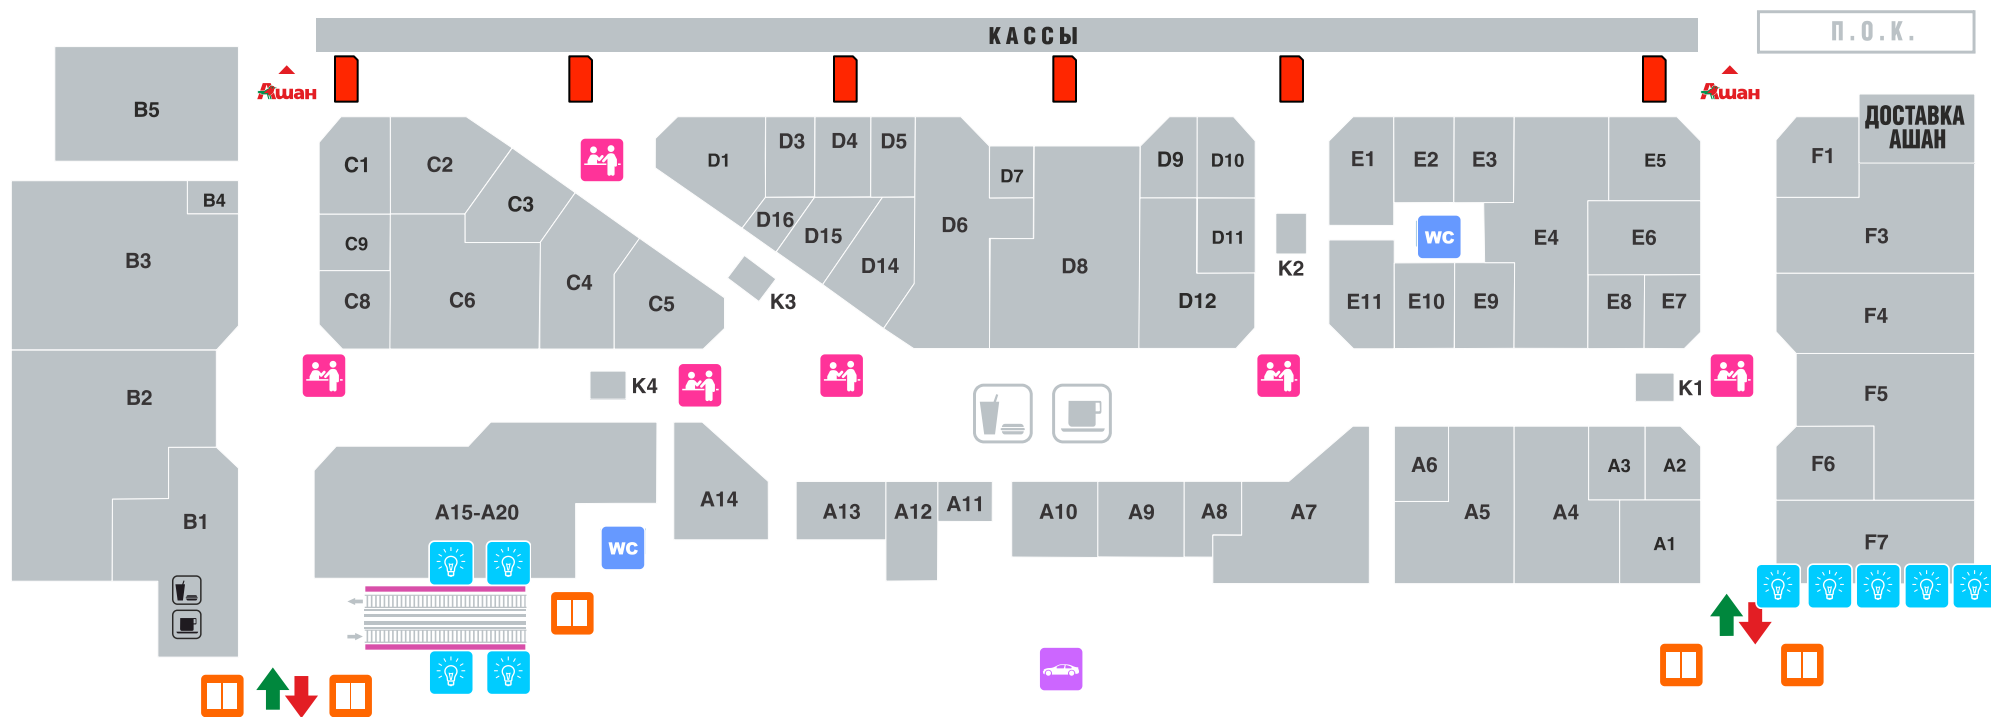 КАССЫ
П.О.К.
Ашан
Ашан
ДОСТАВКА
АШАН
B5
B4
B3
B2
B1
C1
C2
C3
C9
C8
C6
C4
C5
K3
K4
D1
D3
D4
D5
D16
D15
D14
D6
D7
D8
D9
D10
D11
D12
K2
E1
E2
E3
E4
E5
E6
WC
E11
E10
E9
E8
E7
K1
F1
F3
F4
F5
F6
F7
A15-A20
WC
A14
A13
A12
A11
A10
A9
A8
A7
A6
A5
A4
A3
A2
A1